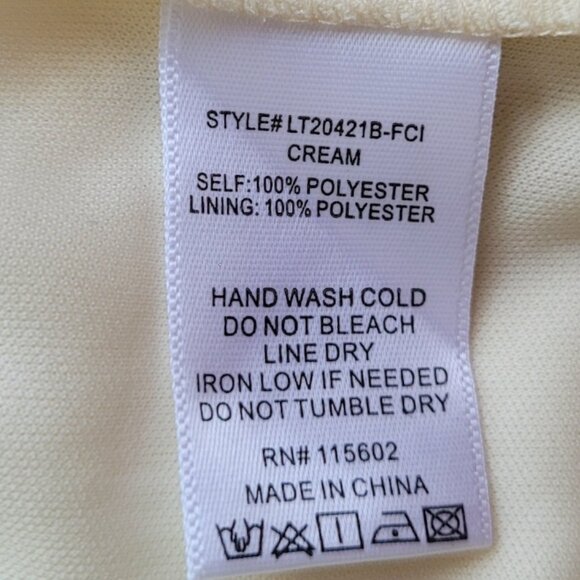 STYLE# LT20421B-FCI
CREAM
SELF:100% POLYESTER
LINING: 100% POLYESTER
HAND WASH COLD
DO NOT BLEACH
LINE DRY
IRON LOW IF NEEDED
DO NOT TUMBLE DRY
RN# 115602
MADE IN CHINA